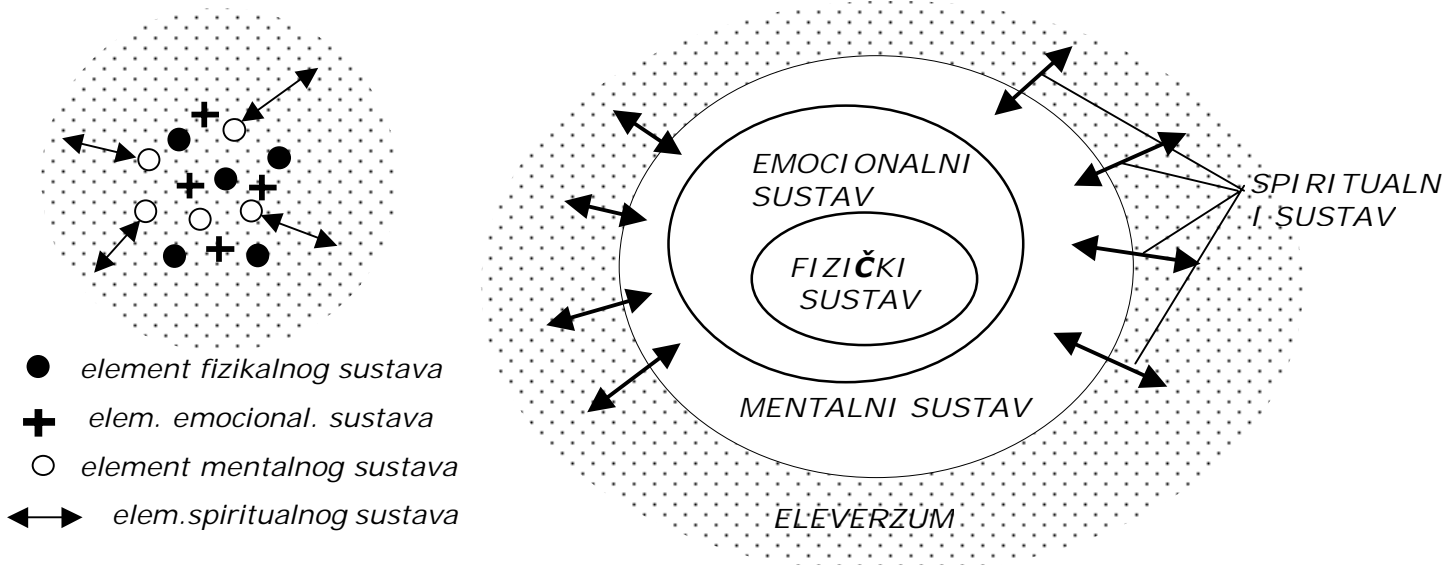 element fizikalnog sustava
elem. emocional. sustava
element mentalnog sustava
elem.spiritualnog sustava
EMOCIONALNI
SUSTAV
FIZIČKI
SUSTAV
MENTALNI SUSTAV
ELEVERZUM
SPIRITUALN
I SUSTAV